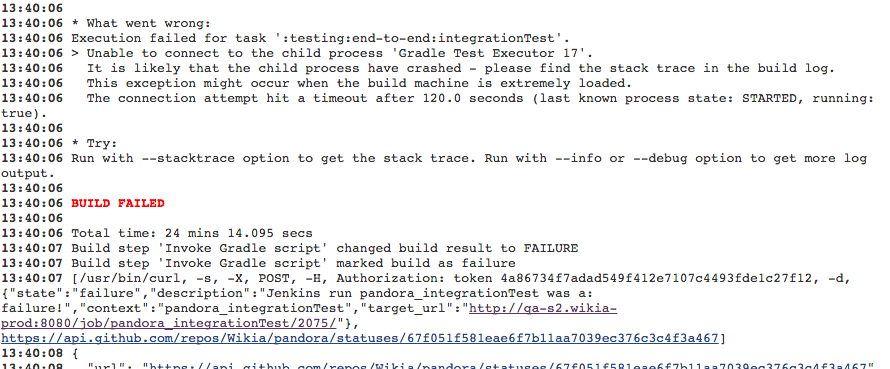 13:40:06
13:40:06 * What went wrong:
13:40:06 Execution failed for task ':testing:end-to-end:integrationTest'.
13:40:06 > Unable to connect to the child process 'Gradle Test Executor 17'.
13:40:06   It is likely that the child process have crashed - please find the stack trace in the build log.
13:40:06   This exception might occur when the build machine is extremely loaded.
13:40:06   The connection attempt hit a timeout after 120.0 seconds (last known process state: STARTED, running:
true).
13:40:06
13:40:06 * Try:
13:40:06 Run with --stacktrace option to get the stack trace. Run with --info or --debug option to get more log
output.
13:40:06
13:40:06 BUILD FAILED
13:40:06
13:40:06 Total time: 24 mins 14.095 secs
13:40:07 Build step 'Invoke Gradle script' changed build result to FAILURE
13:40:07 Build step 'Invoke Gradle script' marked build as failure
13:40:07 [/usr/bin/curl, -s, -X, POST, -H, Authorization: token 4a86734f7adad549f412e7107c4493fde1c27f12, -d,
{"state":"failure","description":"Jenkins run pandora_integrationTest was a:
failure!","context":"pandora_integrationTest","target_url":"http://qa-s2.wikia-
prod:8080/job/pandora_integrationTest/2075/"},
https://api.github.com/repos/Wikia/pandora/statuses/67f051f581eae6f7b11aa7039ec376c3c4f3a467]
13:40:08 {
13:40:08   "url": "https://api.github.com/repos/Wikia/pandora/statuses/67f051f581eae6f7b11aa7039ec376c3c4f3a467"